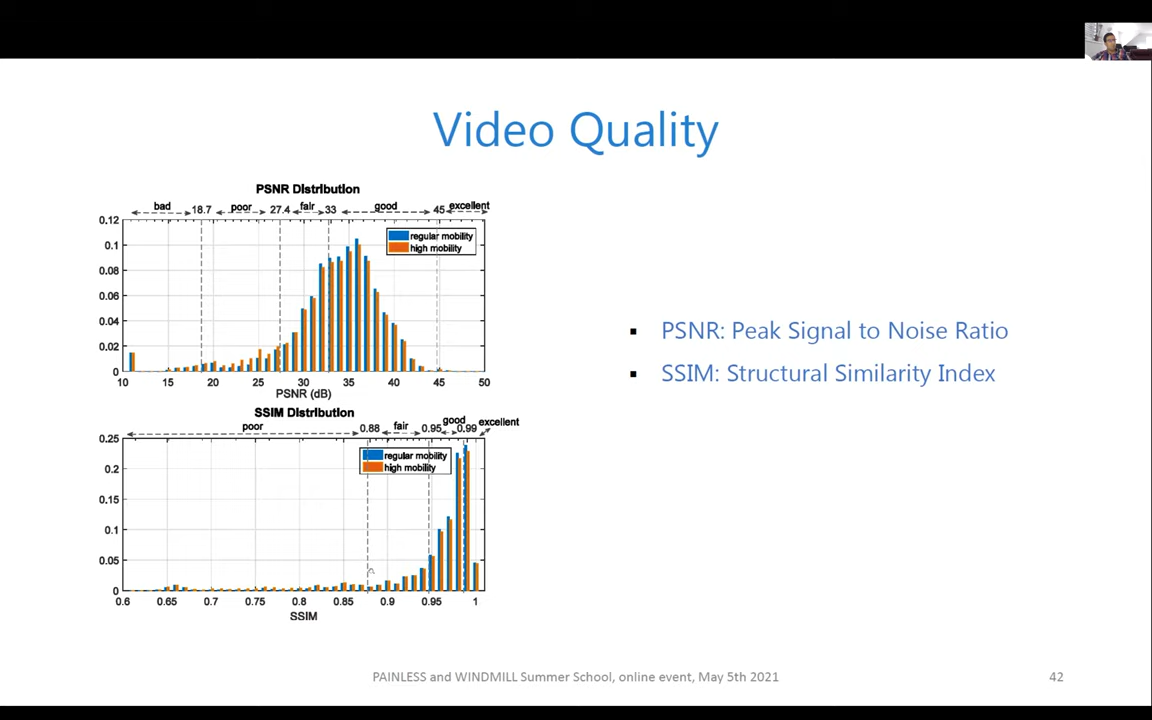 Video Quality
PSNR Distribution
bad 18.7 poor 27.4 fair 33 good 45 excellent
0.12
0.1
0.08
0.06
0.04
0.02
0
regular mobility
high mobility
10 15 20 25 30 35 40 45 50
PSNR (dB)
SSIM Distribution
poor 0.88 fair 0.95 good 0.99 excellent
0.25
0.2
0.15
0.1
0.05
0
regular mobility
high mobility
0.6 0.65 0.7 0.75 0.8 0.85 0.9 0.95 1
SSIM
▪ PSNR: Peak Signal to Noise Ratio
▪ SSIM: Structural Similarity Index
PAINLESS and WINDMILL Summer School, online event, May 5th 2021
42